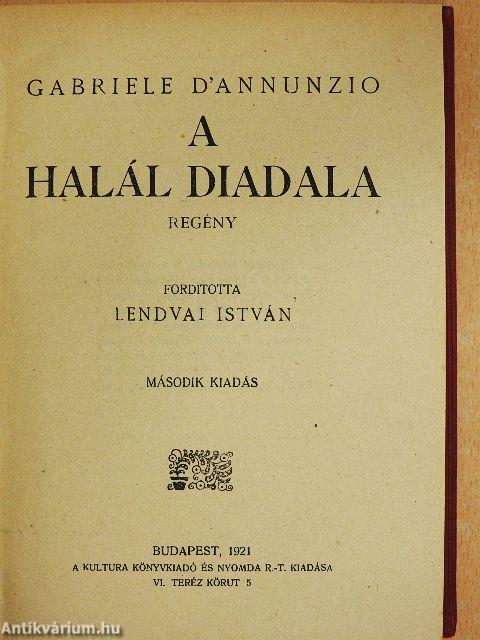 GABRIELE D'ANNUNZIO
A
HALÁL DIADALA
REGÉNY
FORDITOTTA
LENDVAI ISTVÁN
MÁSODIK KIADÁS
BUDAPEST, 1921
A KULTURA KÖNYVKIADÓ ÉS NYOMDA R.-T. KIADÁSA
VI. TERÉZ KÖRUT 5
Antikvárium.hu